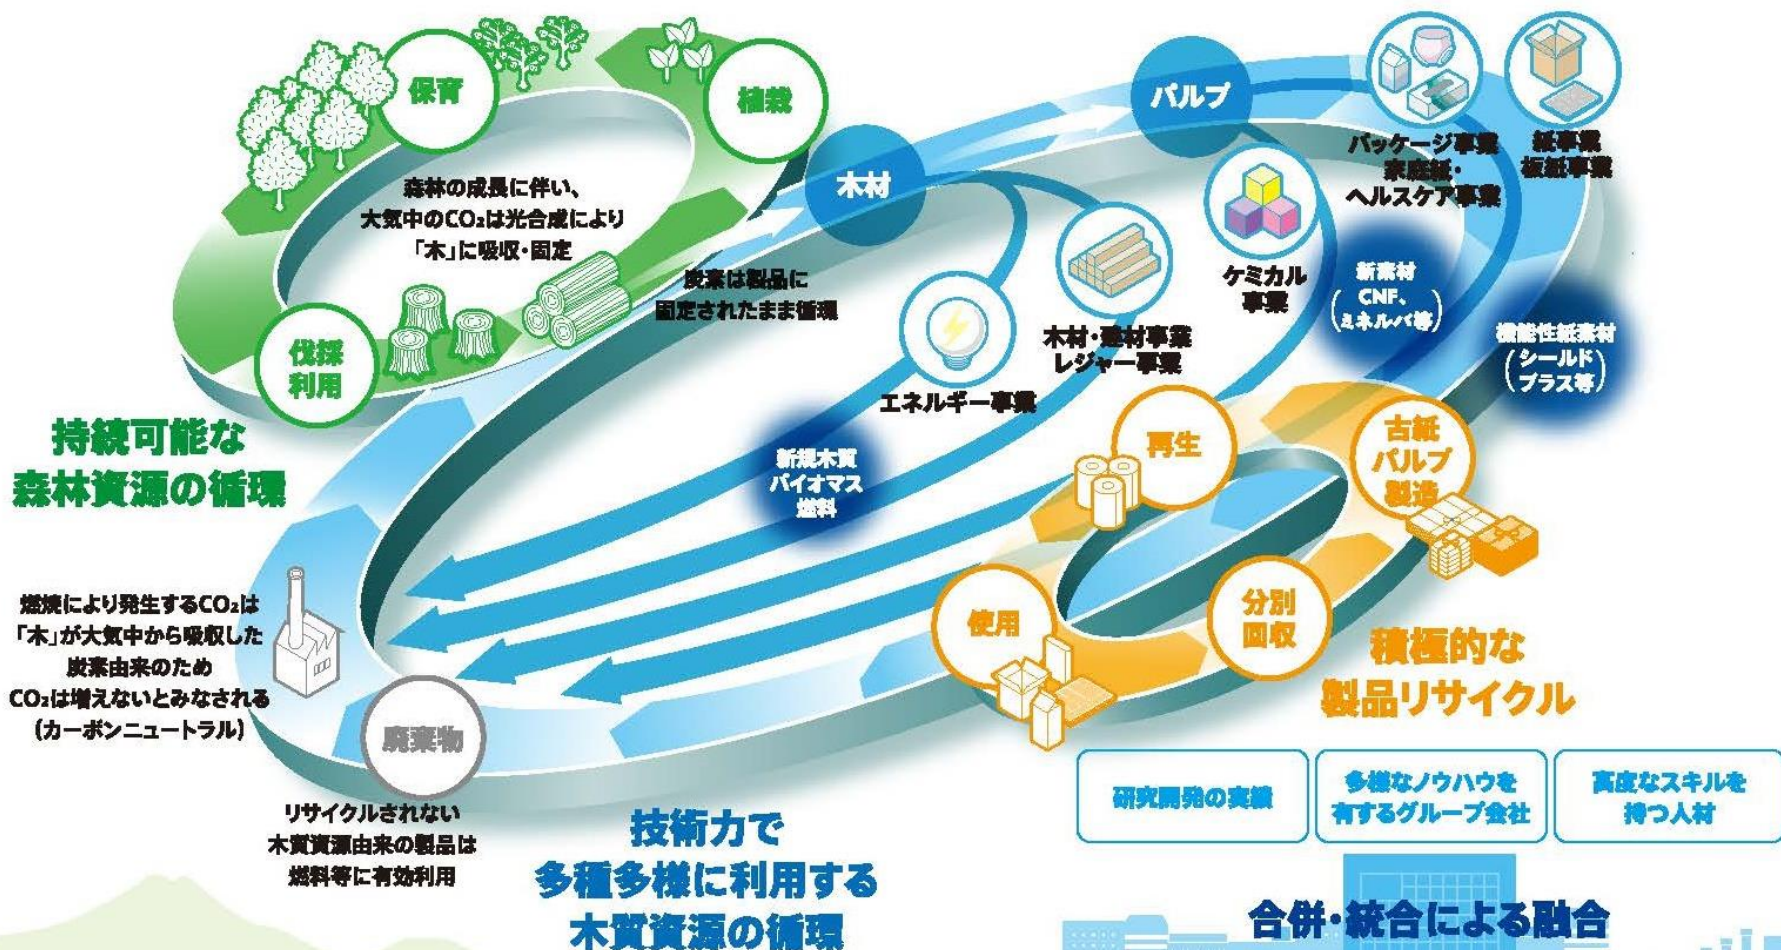 保育
植栽
森林の成長に伴い、
大気中のCO₂は光合成により
「木」に吸収・固定
伐採
利用
持続可能な
森林資源の循環
木材
炭素は製品に
固定されたまま循環
パルプ
パッケージ事業
家庭紙・
ヘルスケア事業
紙事業
板紙事業
ケミカル
事業
新素材
（CNF、
ミネルパ等）
機能性紙素材
（シールド
プラス等）
木材・建材事業
レジャー事業
エネルギー事業
新規木質
バイオマス
燃料
再生
古紙
パルプ
製造
使用
分別
回収
積極的な
製品リサイクル
燃焼により発生するCO₂は
「木」が大気中から吸収した
炭素由来のため
CO₂は増えないとみなされる
(カーボンニュートラル)
廃棄物
リサイクルされない
木質資源由来の製品は
燃料等に有効利用
技術力で
多種多様に利用する
木質資源の循環
研究開発の実績
多様なノウハウを
有するグループ会社
高度なスキルを
持つ人材
合併・統合による融合